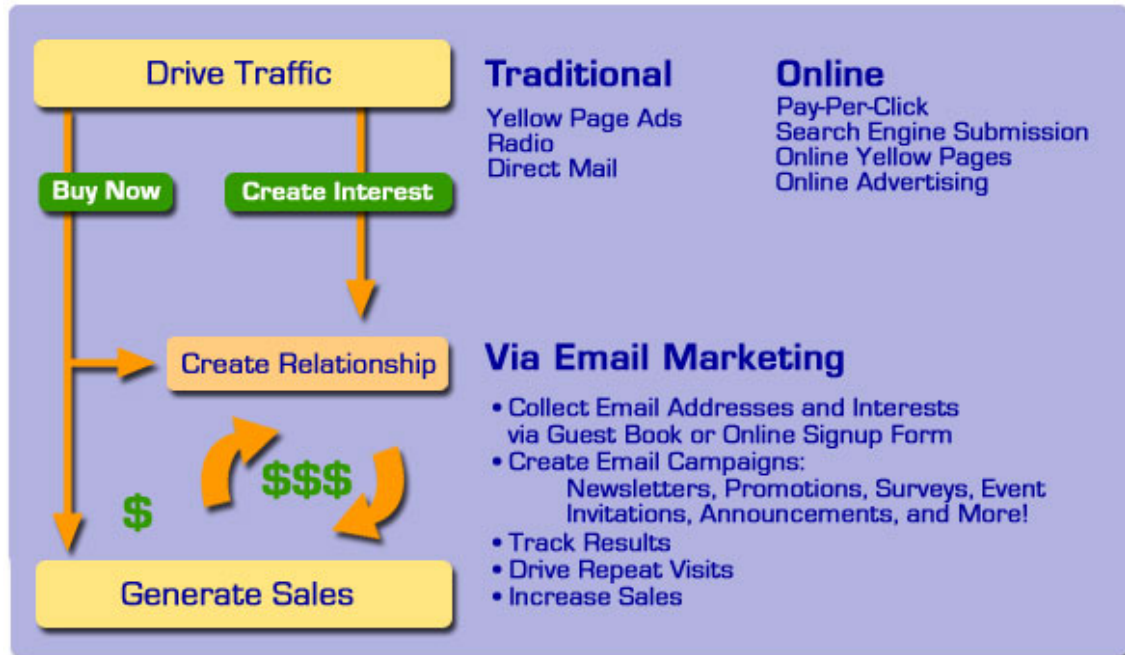 Drive Traffic
Traditional
Yellow Page Ads
Radio
Direct Mail
Online
Pay-Per-Click
Search Engine Submission
Online Yellow Pages
Online Advertising
Buy Now
Create Interest
Create Relationship
$$$
$
Generate Sales
Via Email Marketing
• Collect Email Addresses and Interests
via Guest Book or Online Signup Form
• Create Email Campaigns:
Newsletters, Promotions, Surveys, Event
Invitations, Announcements, and More!
• Track Results
• Drive Repeat Visits
• Increase Sales